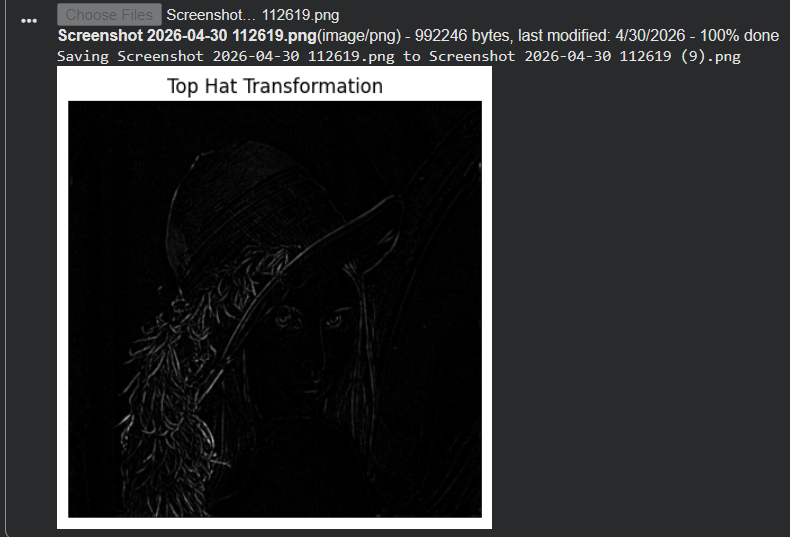 Choose Files Screenshot... 112619.png
Screenshot 2026-04-30 112619.png(image/png) - 992246 bytes, last modified: 4/30/2026 - 100% done
Saving Screenshot 2026-04-30 112619.png to Screenshot 2026-04-30 112619 (9).png
Top Hat Transformation